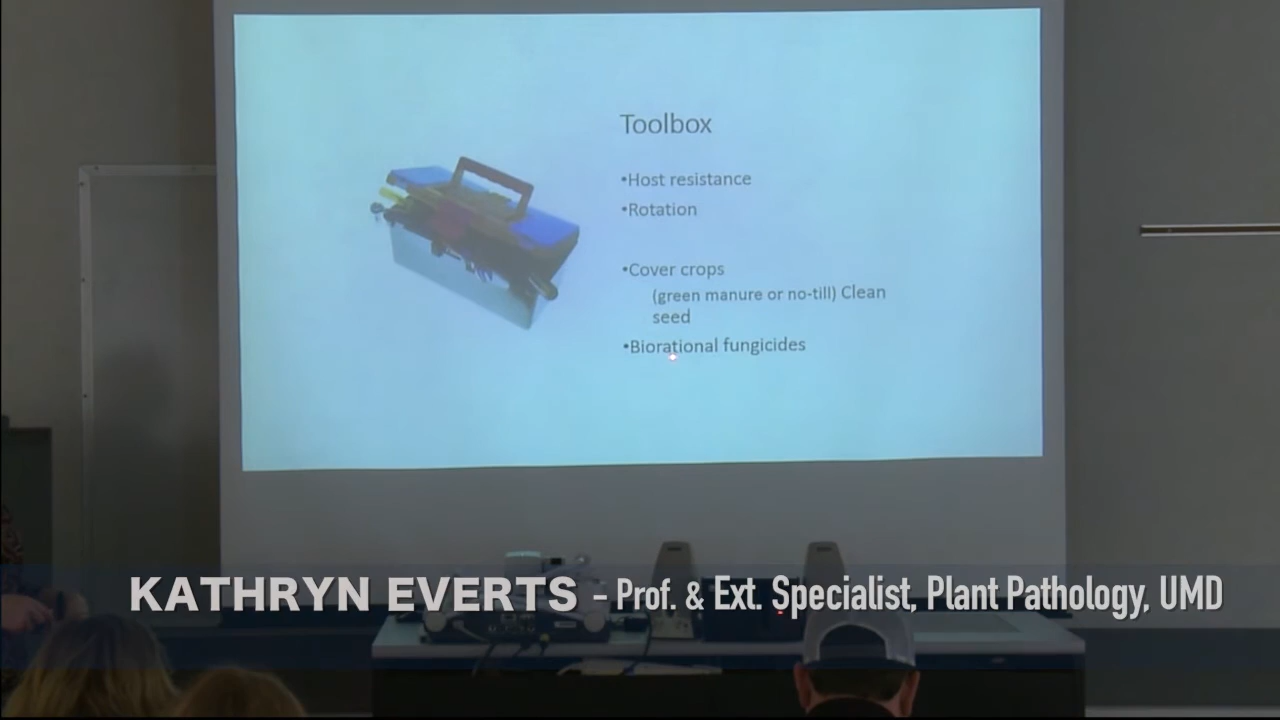 Toolbox
•Host resistance
•Rotation
•Cover crops
(green manure or no-till) Clean
seed
•Biorational fungicides
KATHRYN EVERTS – Prof. & Ext. Specialist, Plant Pathology, UMD